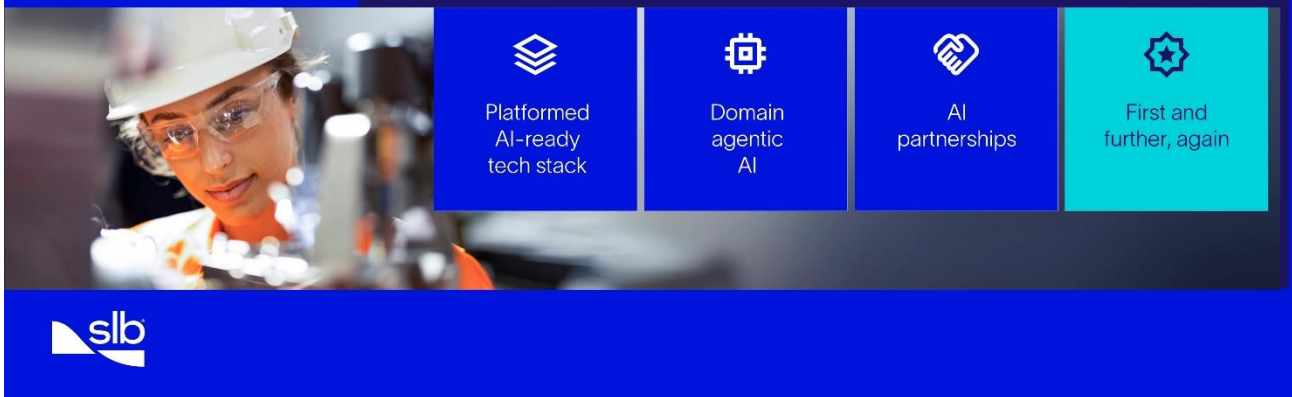 Platformed
AI-ready
tech stack
Domain
agentic
AI
AI
partnerships
First and
further, again
slb